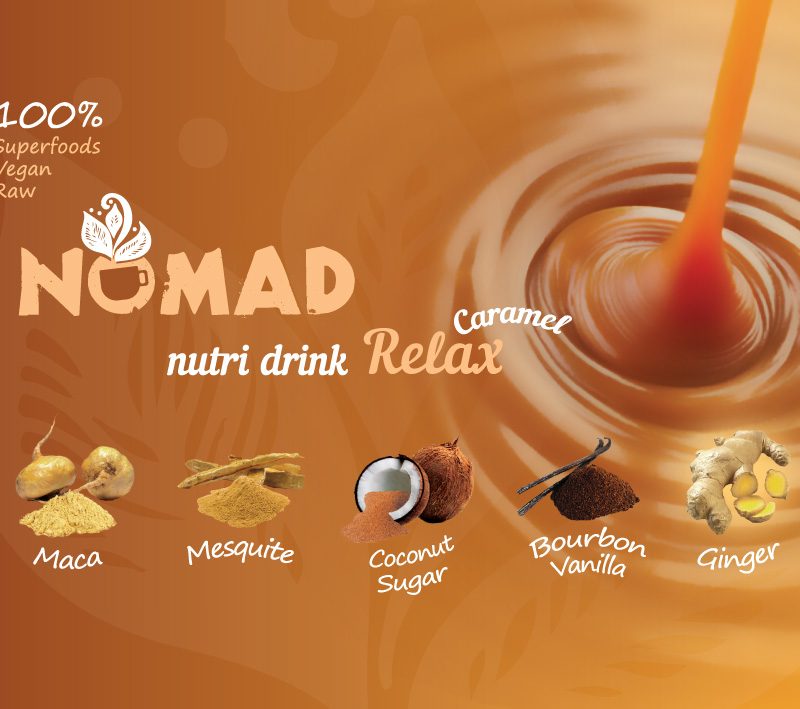 100%
Superfoods
Vegan
Raw
NOMAD
nutri drink Relax
Caramel
Maca
Mesquite
Coconut
Sugar
Bourbon
Vanilla
Ginger